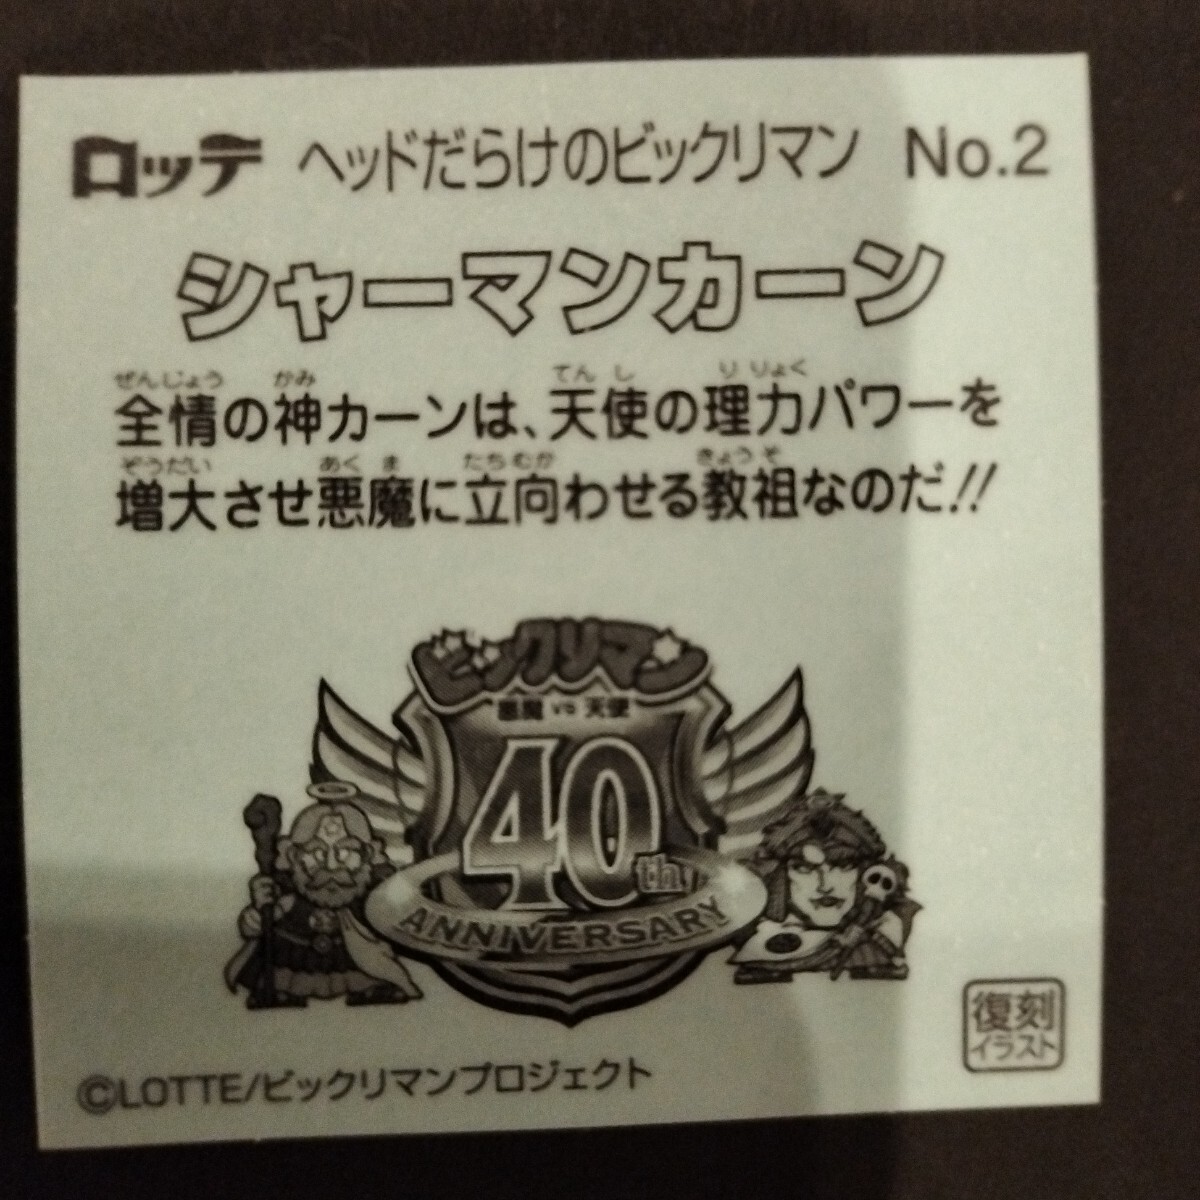 ロッテ ヘッドだらけのビックリマン No.2
シャーマンカーン
ぜんじょう かみ てんし りりょく
全情の神カーンは、天使の理力パワーを
ぞうだい あくま たちむか きょうそ
増大させ悪魔に立向わせる教祖なのだ!!
ビックリマン
悪魔 vs 天使
40th
ANNIVERSARY
復刻
イラスト
©LOTTE/ビックリマンプロジェクト